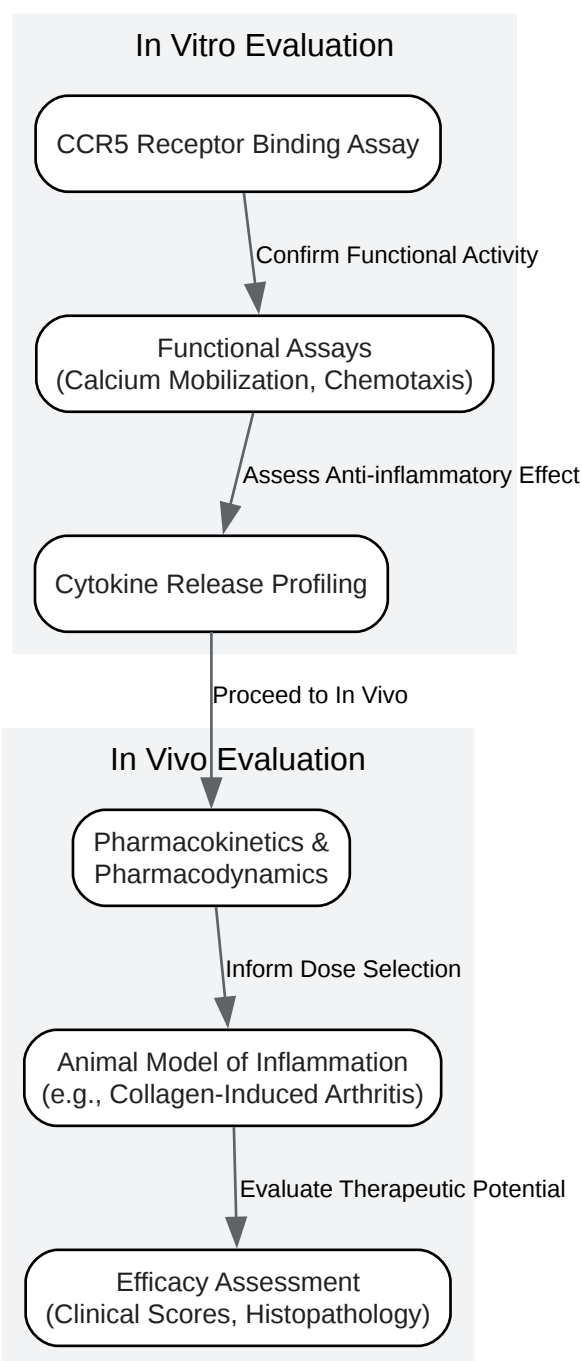 In Vitro Evaluation
CCR5 Receptor Binding Assay
Confirm Functional Activity
Functional Assays
(Calcium Mobilization, Chemotaxis)
Assess Anti-inflammatory Effect
Cytokine Release Profiling
Proceed to In Vivo
In Vivo Evaluation
Pharmacokinetics &
Pharmacodynamics
Inform Dose Selection
Animal Model of Inflammation
(e.g., Collagen-Induced Arthritis)
Evaluate Therapeutic Potential
Efficacy Assessment
(Clinical Scores, Histopathology)